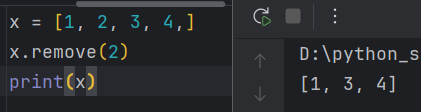 x = [1, 2, 3, 4,]
x.remove(2)
print(x)
D:\python_s
[1, 3, 4]